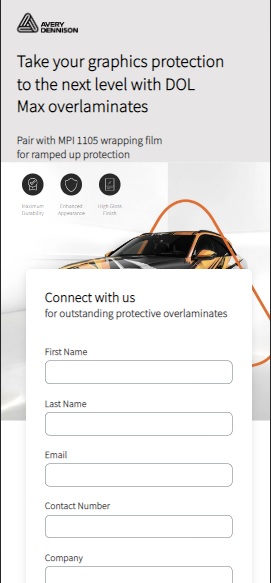 AVERY
DENNISON
Take your graphics protection
to the next level with DOL
Max overlaminates
Pair with MPI 1105 wrapping film
for ramped up protection
Maximum
Durability
Enhanced
Appearance
High Gloss
Finish
Connect with us
for outstanding protective overlaminates
First Name
Last Name
Email
Contact Number
Company